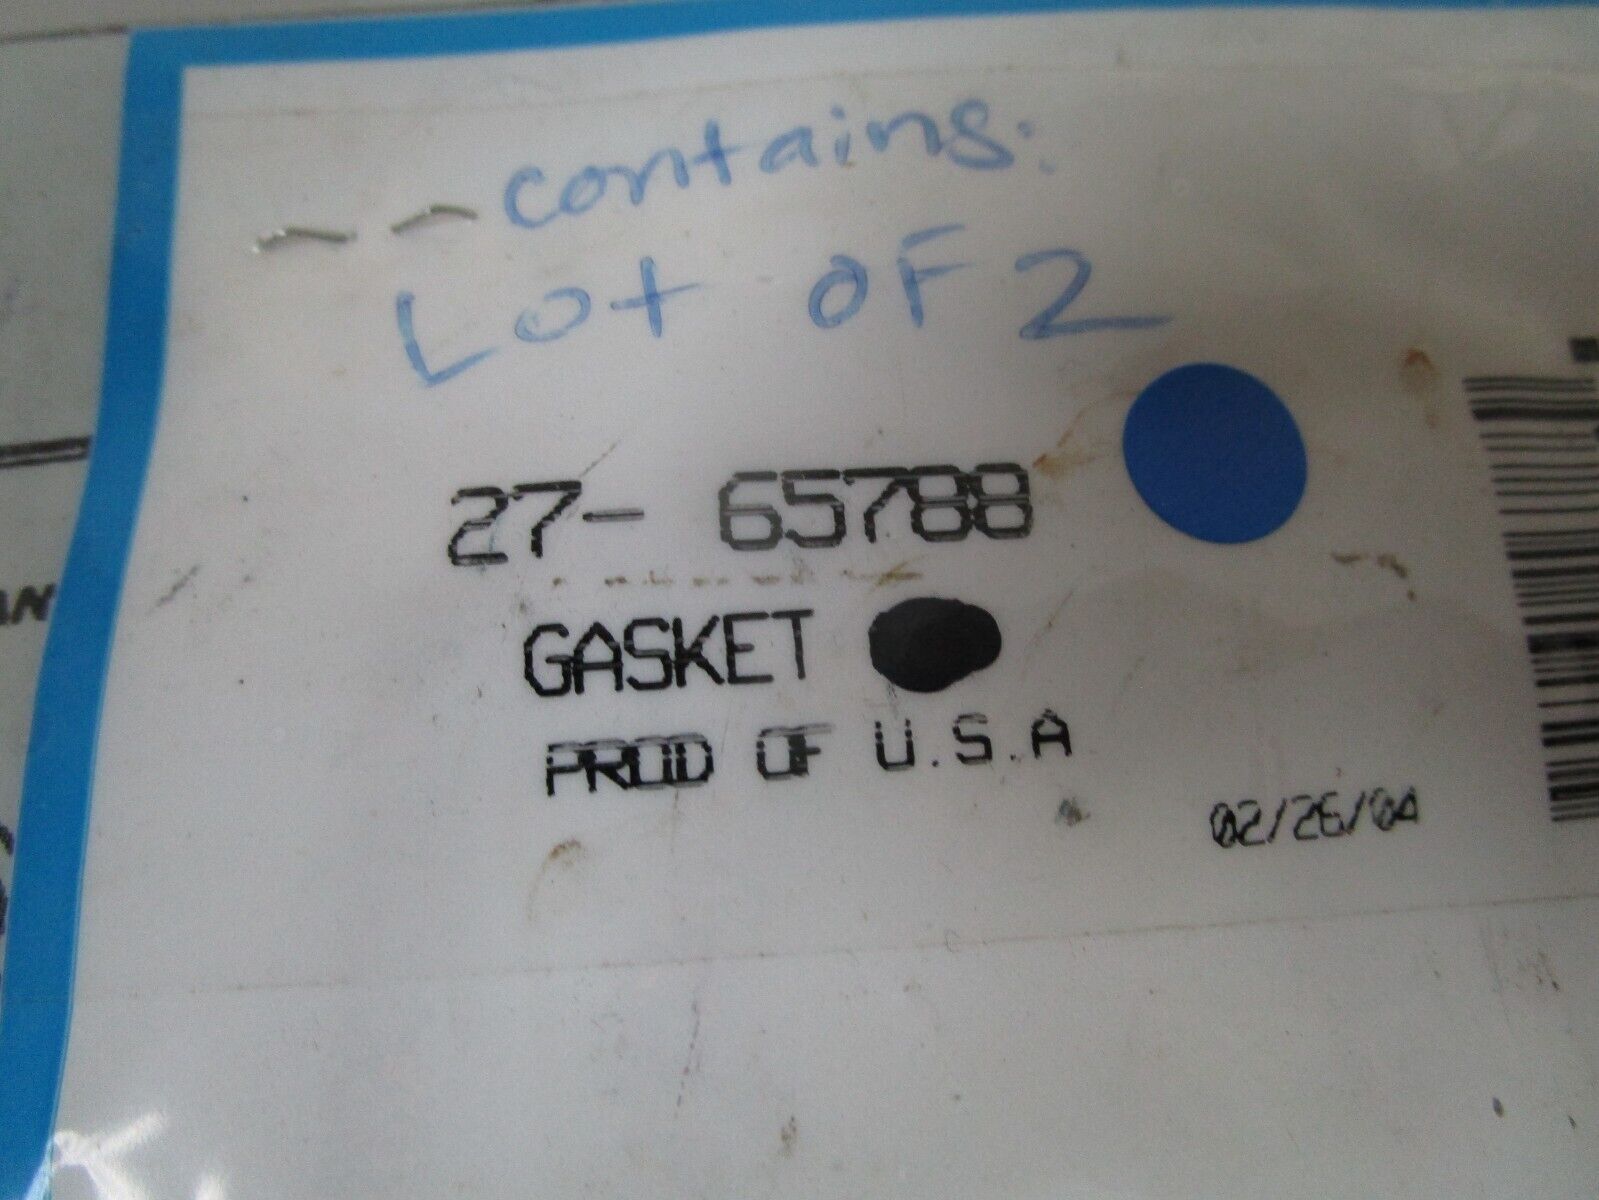 contains:
Lot oF 2
27- 65788
GASKET
PROD OF U.S.A
02/26/04